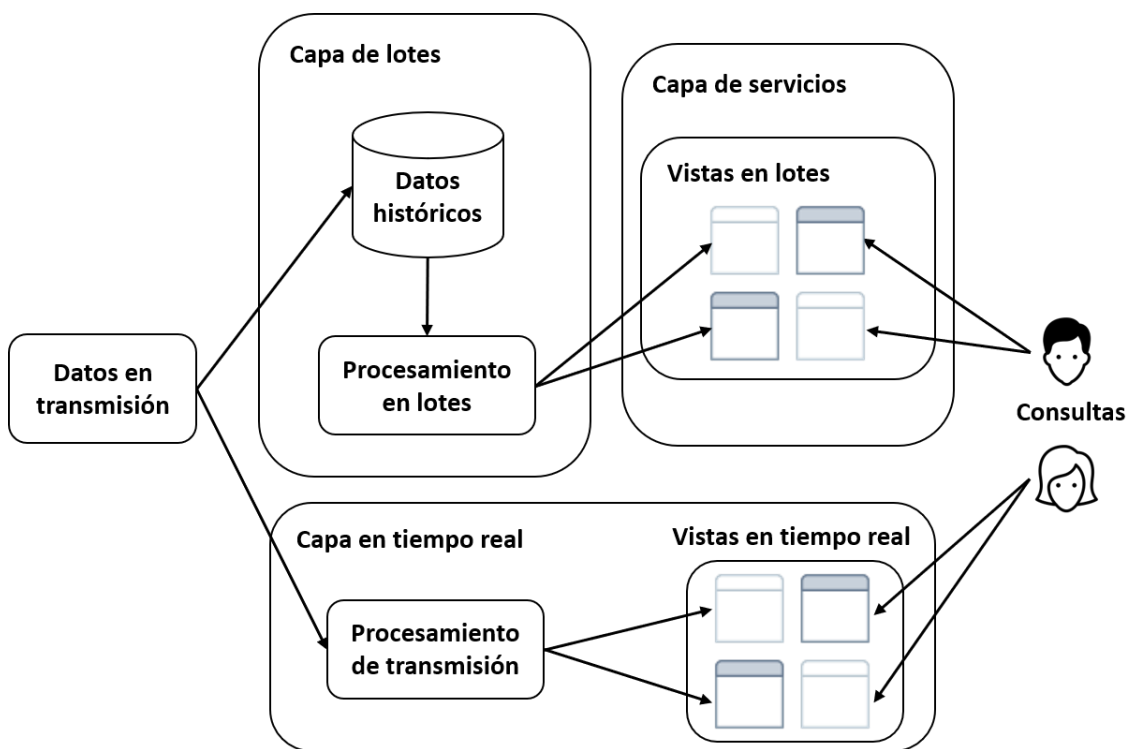 Capa de lotes
Datos
históricos
Procesamiento
en lotes
Capa de servicios
Vistas en lotes
Datos en
transmisión
Consultas
Capa en tiempo real
Vistas en tiempo real
Procesamiento
de transmisión